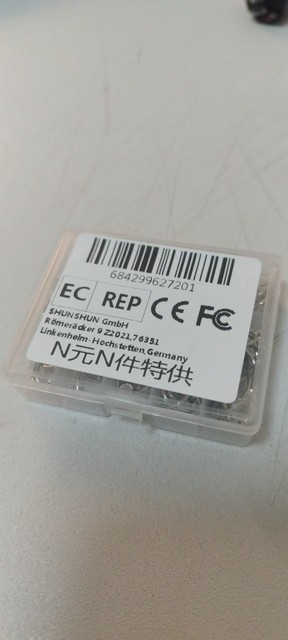 684299627201
EC REP CE FC
SHUNSHUN GmbH
Römeräcker 9 Z2021,76351
Linkenheim-Hochstetten,Germany
N元N件特供